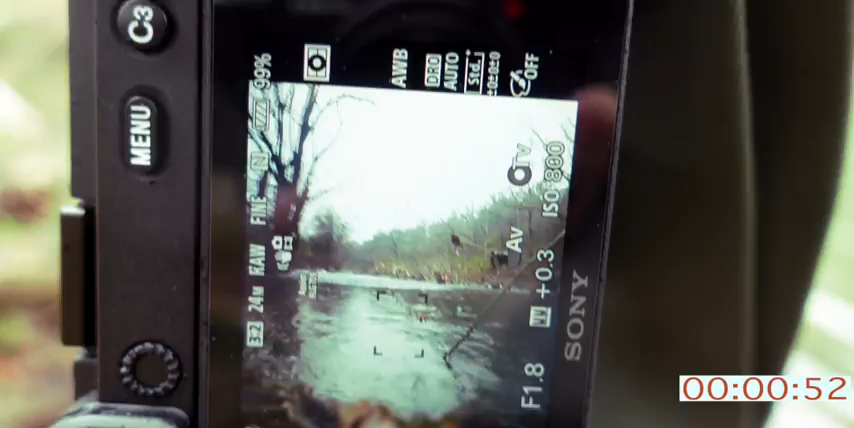 C3
MENU
3:2 24M RAW FINE N 99%
AWB
DRO
AUTO
Std.
OFF
F1.8 +0.3 ISO 800
Av Tv
SONY
00:00:52